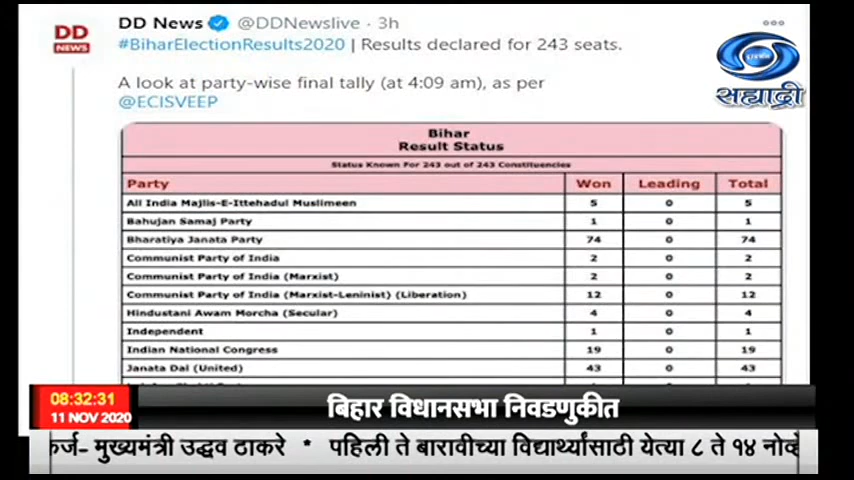 DD News @DDNewslive · 3h
DD
NEWS
#BiharElectionResults2020 | Results declared for 243 seats.
A look at party-wise final tally (at 4:09 am), as per
@ECISVEEP
सह्याद्री
Bihar
Result Status
Status Known For 243 out of 243 Constituencies
Party Won Leading Total
All India Majlis-E-Ittehadul Muslimeen 5 0 5
Bahujan Samaj Party 1 0 1
Bharatiya Janata Party 74 0 74
Communist Party of India 2 0 2
Communist Party of India (Marxist) 2 0 2
Communist Party of India (Marxist-Leninist) (Liberation) 12 0 12
Hindustani Awam Morcha (Secular) 4 0 4
Independent 1 0 1
Indian National Congress 19 0 19
Janata Dal (United) 43 0 43
08:32:31
11 NOV 2020
बिहार विधानसभा निवडणुकीत
कर्ज- मुख्यमंत्री उद्धव ठाकरे * पहिली ते बारावीच्या विद्यार्थ्यांसाठी येत्या ८ ते १४ नोव्हें